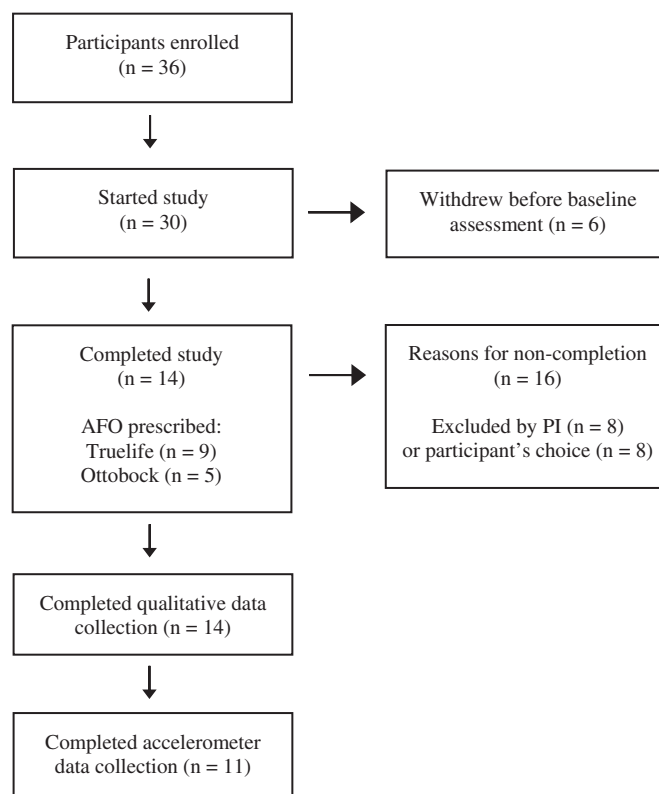 Participants enrolled
(n = 36)
Started study
(n = 30)
Withdrew before baseline
assessment (n = 6)
Completed study
(n = 14)
AFO prescribed:
Truelife (n = 9)
Ottobock (n = 5)
Reasons for non-completion
(n = 16)
Excluded by PI (n = 8)
or participant’s choice (n = 8)
Completed qualitative data
collection (n = 14)
Completed accelerometer
data collection (n = 11)